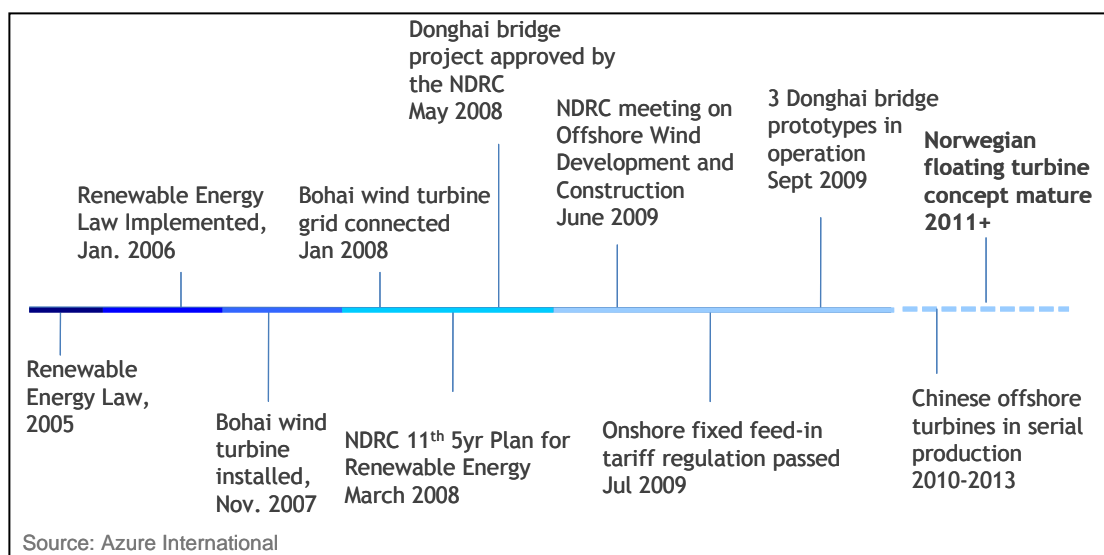 Donghai bridge
project approved by
the NDRC
May 2008
NDRC meeting on
Offshore Wind
Development and
Construction
June 2009
3 Donghai bridge
prototypes in
operation
Sept 2009
Norwegian
floating turbine
concept mature
2011+
Renewable Energy
Law Implemented,
Jan. 2006
Bohai wind turbine
grid connected
Jan 2008
Renewable
Energy Law,
2005
Bohai wind
turbine
installed,
Nov. 2007
NDRC 11th 5yr Plan for
Renewable Energy
March 2008
Onshore fixed feed-in
tariff regulation passed
Jul 2009
Chinese offshore
turbines in serial
production
2010-2013
Source: Azure International